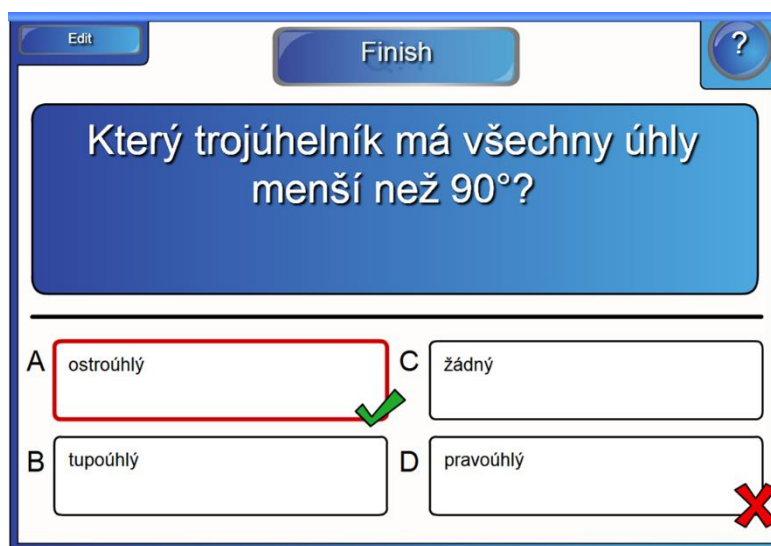 Edit
Finish
?
Který trojúhelník má všechny úhly
menší než 90°?
A
ostroúhlý
C
žádný
B
tupoúhlý
D
pravoúhlý